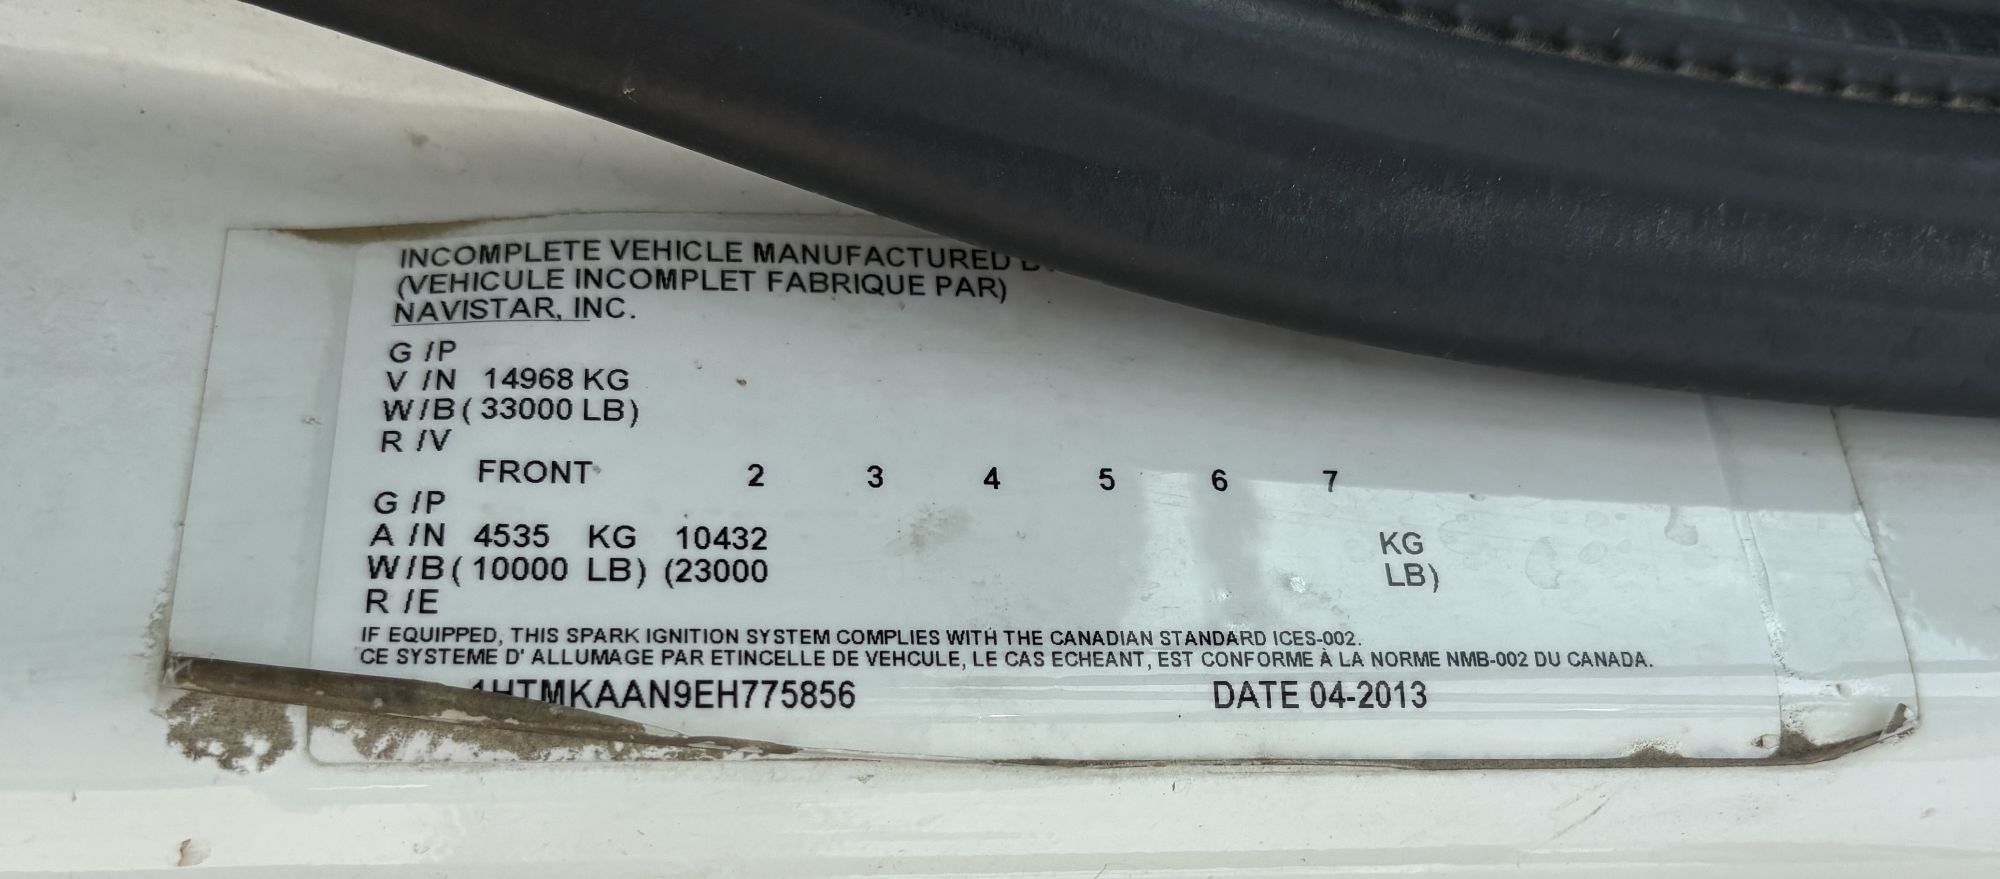 INCOMPLETE VEHICLE MANUFACTURED
(VEHICULE INCOMPLET FABRIQUE PAR)
NAVISTAR, INC.
G /P
V /N 14968 KG
W/B ( 33000 LB)
R /V
FRONT 2 3 4 5 6 7
G /P
A /N 4535 KG 10432 KG
W/B ( 10000 LB) (23000 LB)
R /E
IF EQUIPPED, THIS SPARK IGNITION SYSTEM COMPLIES WITH THE CANADIAN STANDARD ICES-002.
CE SYSTEME D' ALLUMAGE PAR ETINCELLE DE VEHCULE, LE CAS ECHEANT, EST CONFORME À LA NORME NMB-002 DU CANADA.
1HTMKAAN9EH775856 DATE 04-2013